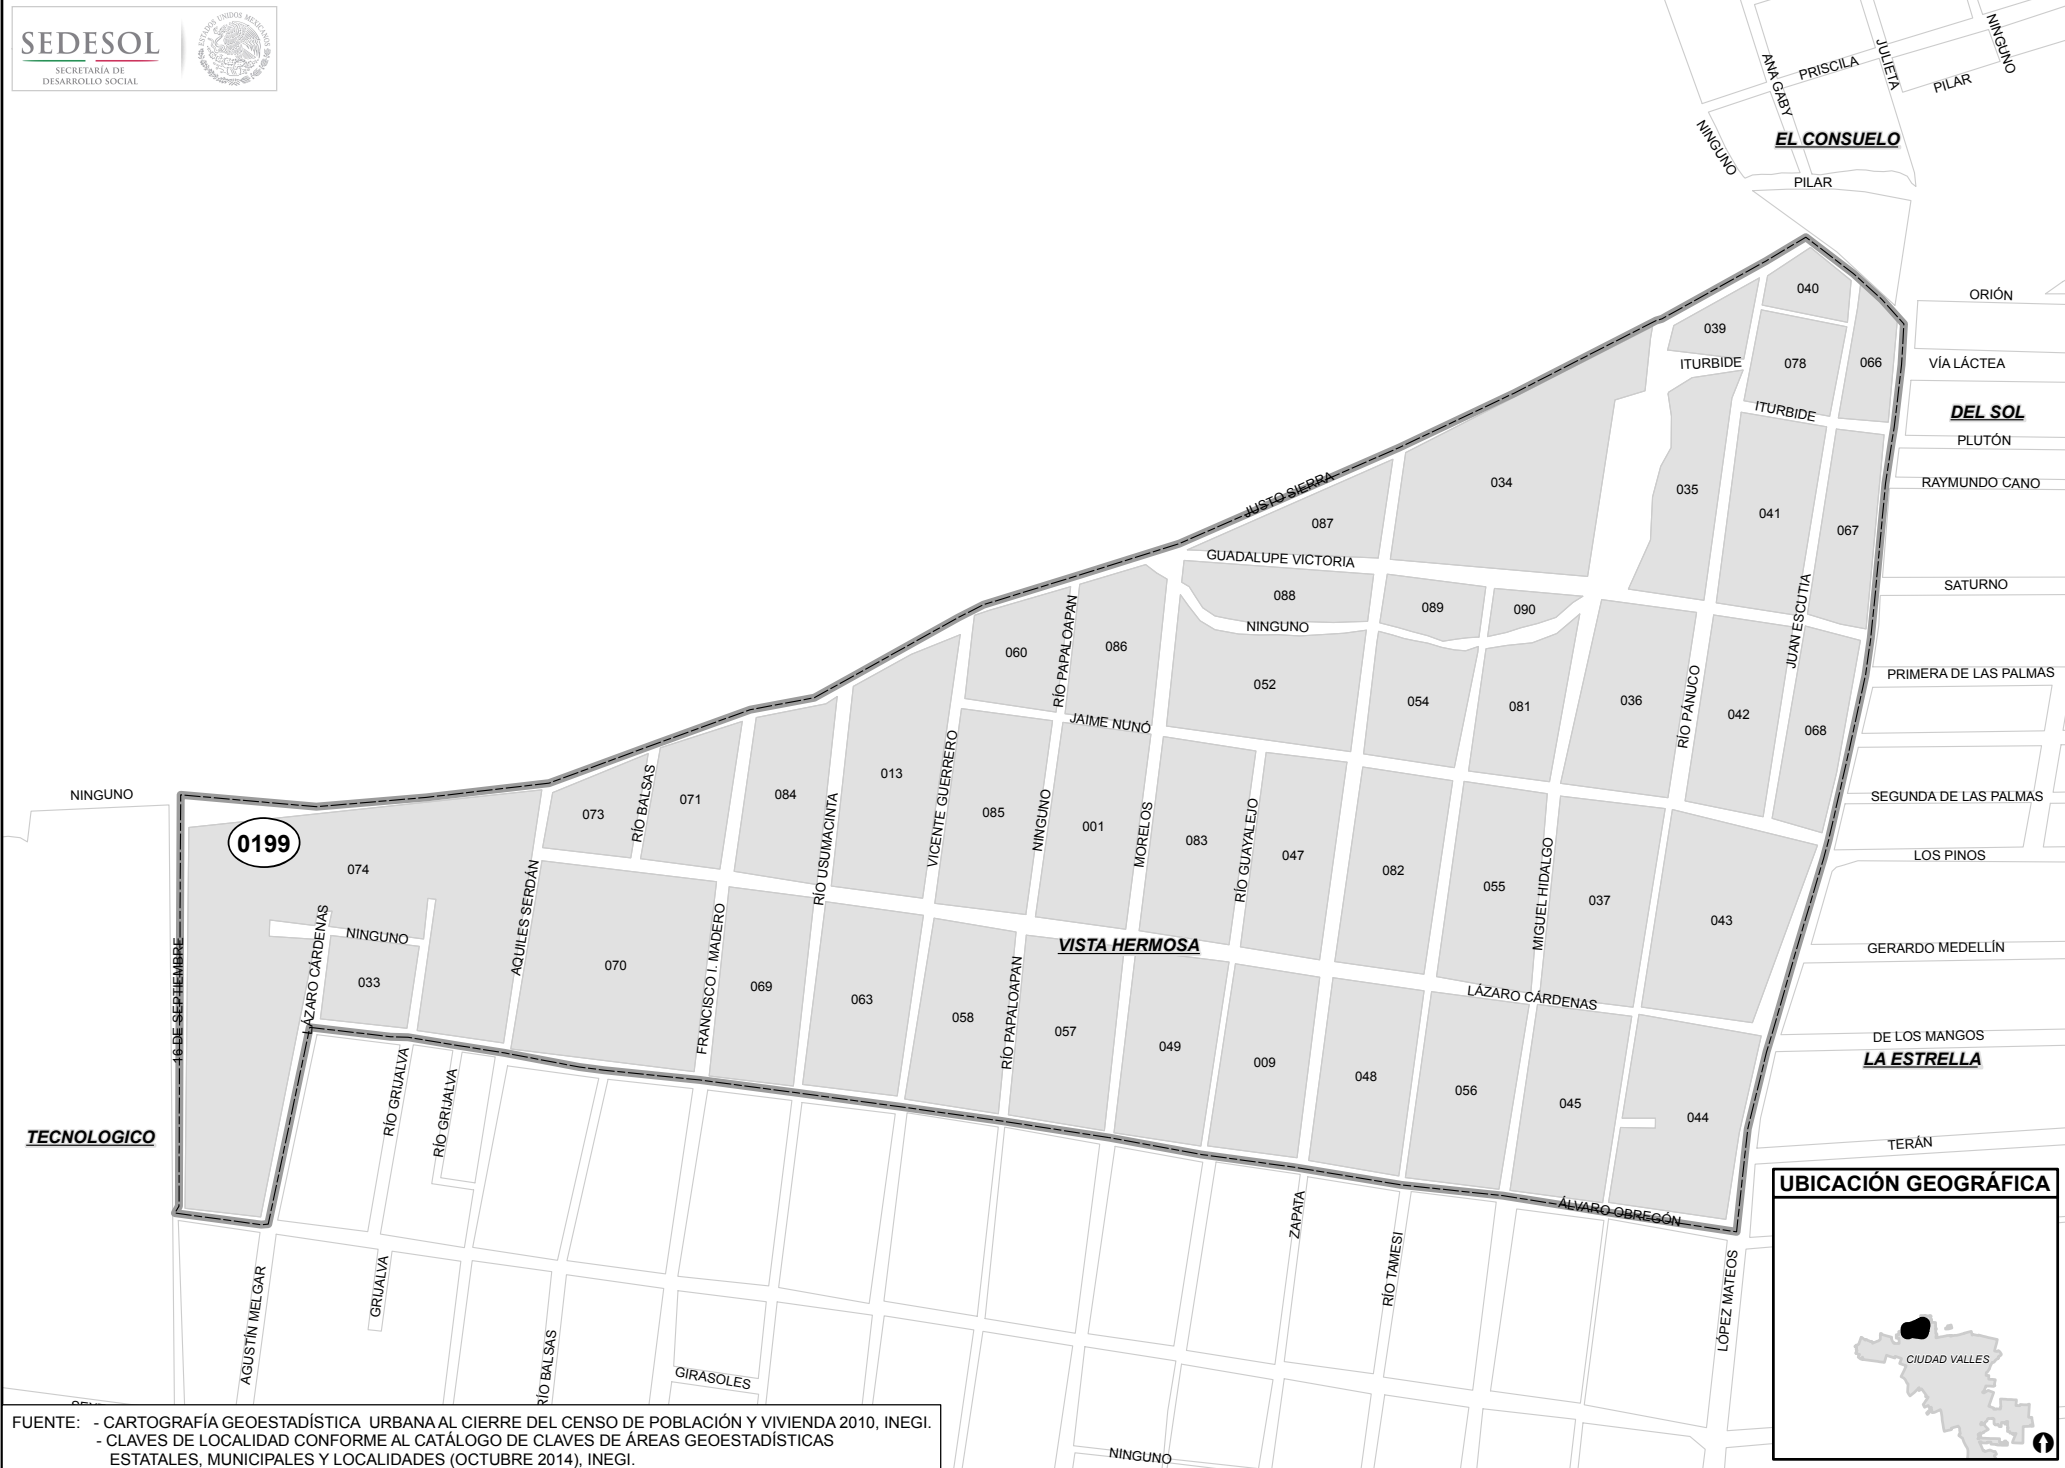 SEDESOL
SECRETARÍA DE
DESARROLLO SOCIAL
ESTADOS UNIDOS MEXICANOS
NINGUNO
JULIETA
ANA GABY
PRISCILA
PILAR
NINGUNO
EL CONSUELO
PILAR
040
ORIÓN
039
ITURBIDE
078
066
VÍA LÁCTEA
ITURBIDE
DEL SOL
PLUTÓN
034
035
RAYMUNDO CANO
JUSTO SIERRA
087
041
067
GUADALUPE VICTORIA
SATURNO
088
089
090
NINGUNO
JUAN ESCUTIA
060
RÍO PAPALOAPAN
086
052
054
081
036
RÍO PÁNUCO
042
068
PRIMERA DE LAS PALMAS
JAIME NUNÓ
NINGUNO
073
RÍO BALSAS
071
084
RÍO USUMACINTA
013
VICENTE GUERRERO
085
NINGUNO
001
MORELOS
083
RÍO GUAYALEJO
047
082
055
MIGUEL HIDALGO
037
043
SEGUNDA DE LAS PALMAS
LOS PINOS
0199
074
NINGUNO
LÁZARO CÁRDENAS
033
16 DE SEPTIEMBRE
AQUILES SERDÁN
070
FRANCISCO I. MADERO
069
063
058
RÍO PAPALOAPAN
057
VISTA HERMOSA
GERARDO MEDELLÍN
LÁZARO CÁRDENAS
049
009
048
056
045
044
DE LOS MANGOS
LA ESTRELLA
RÍO GRIJALVA
RÍO GRIJALVA
TECNOLOGICO
TERÁN
ÁLVARO OBREGÓN
ZAPATA
RÍO TAMESI
LÓPEZ MATEOS
AGUSTÍN MELGAR
GRIJALVA
RÍO BALSAS
GIRASOLES
NINGUNO
UBICACIÓN GEOGRÁFICA
CIUDAD VALLES
FUENTE: - CARTOGRAFÍA GEOESTADÍSTICA URBANA AL CIERRE DEL CENSO DE POBLACIÓN Y VIVIENDA 2010, INEGI.
- CLAVES DE LOCALIDAD CONFORME AL CATÁLOGO DE CLAVES DE ÁREAS GEOESTADÍSTICAS
ESTATALES, MUNICIPALES Y LOCALIDADES (OCTUBRE 2014), INEGI.